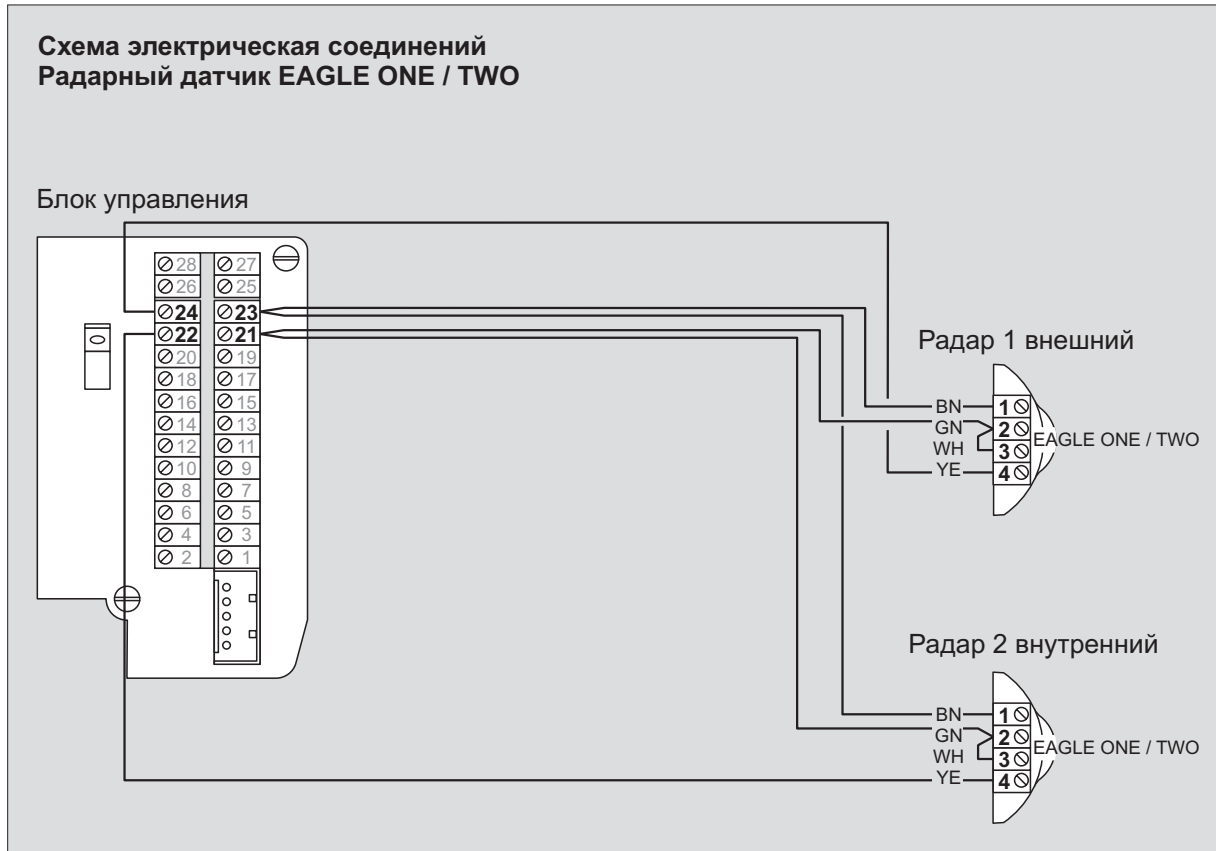 Схема электрическая соединений
Радарный датчик EAGLE ONE / TWO
Блок управления
28 27
26 25
24 23
22 21
20 19
18 17
16 15
14 13
12 11
10 9
8 7
6 5
4 3
2 1
0
Радар 1 внешний
BN 1
GN 2
WH 3
YE 4
EAGLE ONE / TWO
Радар 2 внутренний
BN 1
GN 2
WH 3
YE 4
EAGLE ONE / TWO